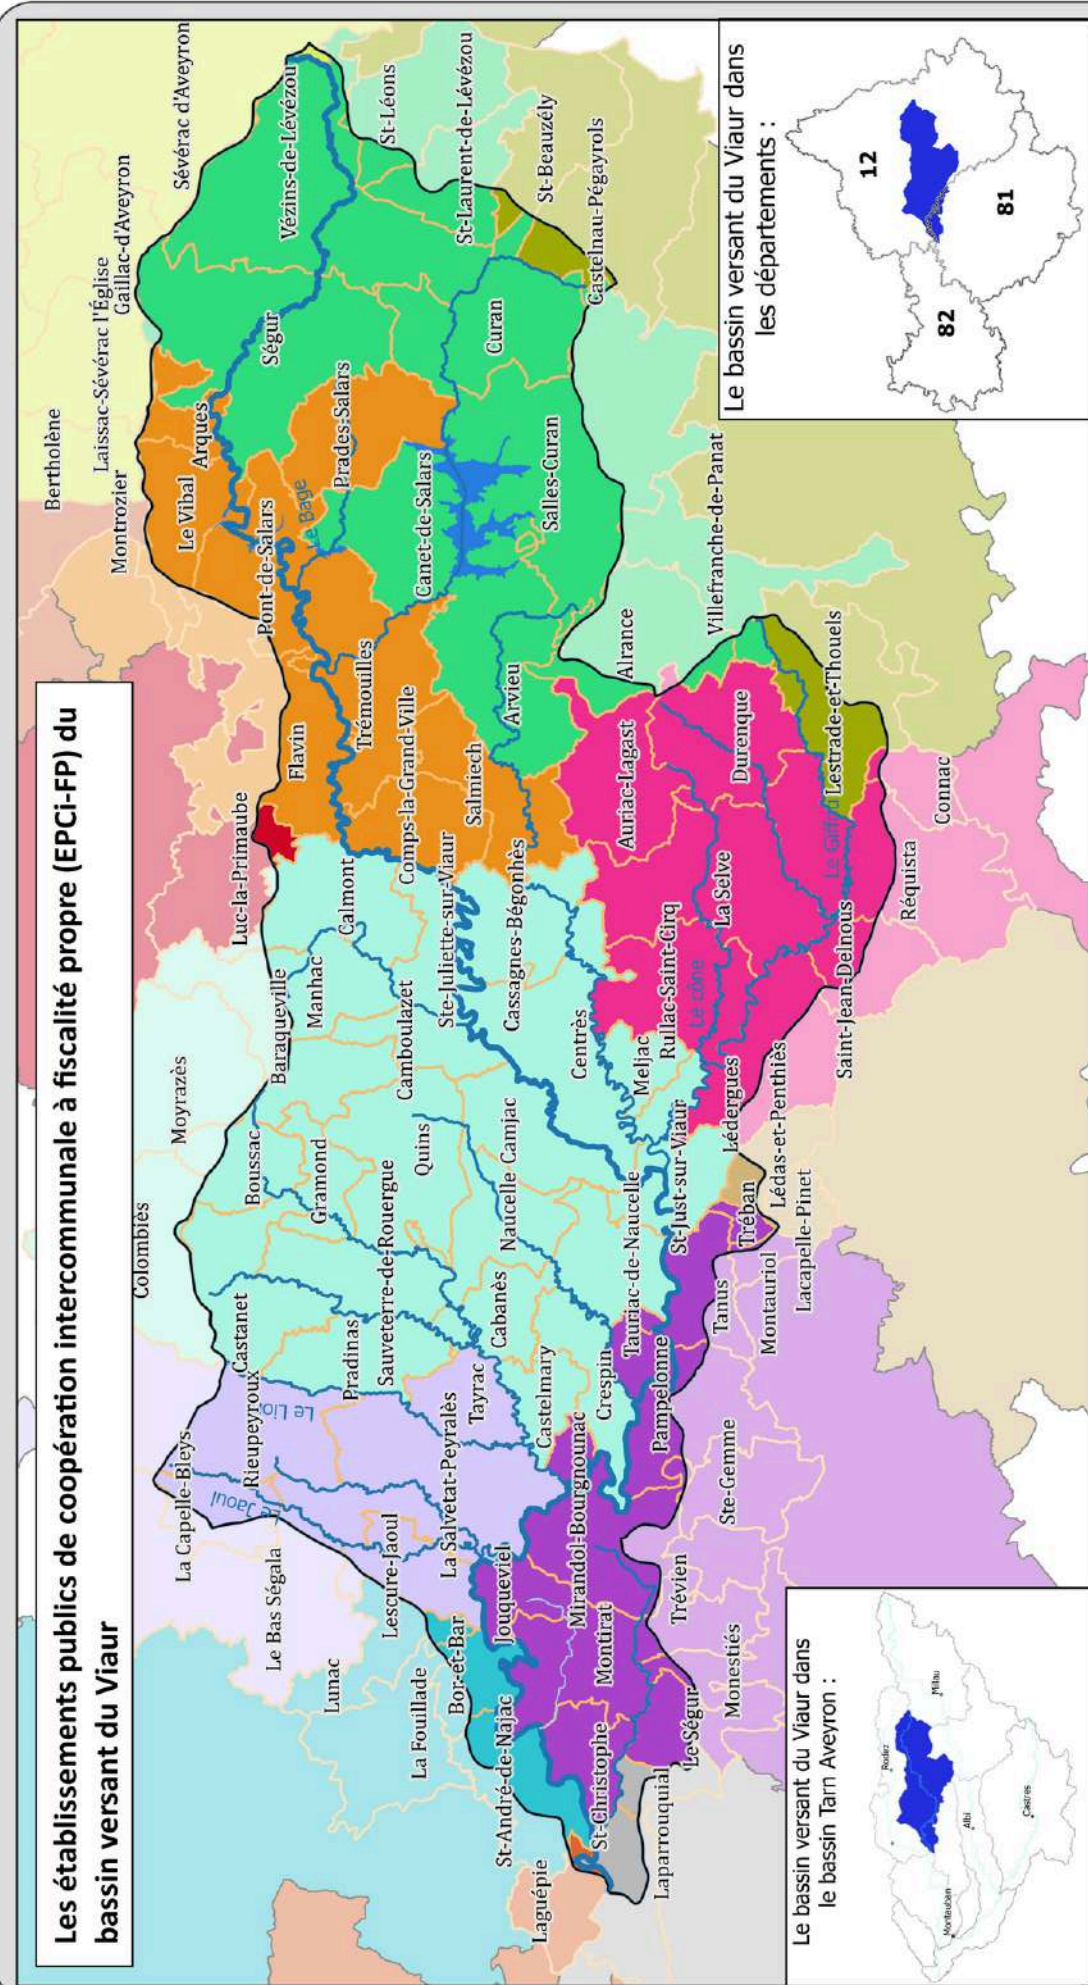 Les établissements publics de coopération intercommunale à fiscalité propre (EPCi-FP) du
bassin versant du Viaur
Colombiès
Moyrazès
La Capelle-Bleys
Rieupeyroux
Castanet
Boussac
Baraqueville
Luc-la-Primaube
Montrozier
Bertholène
Laissac-Sévérac l'Église
Gaillac-d'Aveyron
Sévérac d'Aveyron
Le Vibal
Arques
Ségur
Vézins-de-Lévézou
Flavin
Pont-de-Salars
Le Bage
Prades-Salars
St-Léons
Le Bas Ségala
Le Jaoul
Le Lio
Pradinas
Gramond
Manhac
Calmont
Trémouilles
Lunac
Lescure-Jaoul
Sauveterre-de-Rouergue
Quins
Camboulazet
Comps-la-Grand-Ville
Canet-de-Salars
St-Laurent-de-Lévézou
La Fouillade
Bor-et-Bar
La Salvetat-Peyralès
Tayrac
Cabanès
Naucelle
Camjac
Ste-Juliette-sur-Viaur
Salmiech
Curan
St-Beauzély
St-André-de-Najac
Jouqueviel
Castelmary
Cassagnes-Bégonhès
Arvieu
Salles-Curan
Castelnau-Pégayrols
Laguépie
St-Christophe
Montirat
Mirandol-Bourgnounac
Crespin
Tauriac-de-Naucelle
Centrès
Meljac
Rullac-Saint-Cirq
Auriac-Lagast
Alrance
Laparrouquial
Le Ségur
Trévien
Pampelonne
St-Just-sur-Viaur
Le cône
La Selve
Durenque
Villefranche-de-Panat
Monestiés
Ste-Gemme
Tanus
Tréban
Lédergues
Montauriol
Lédas-et-Penthiès
Lacapelle-Pinet
Saint-Jean-Delnous
Le Giffou
Lestrade-et-Thouels
Réquista
Connac
Le bassin versant du Viaur dans
le bassin Tarn Aveyron :
Rodez
Millau
Albi
Castres
Montauban
Le bassin versant du Viaur dans
les départements :
12
82
81